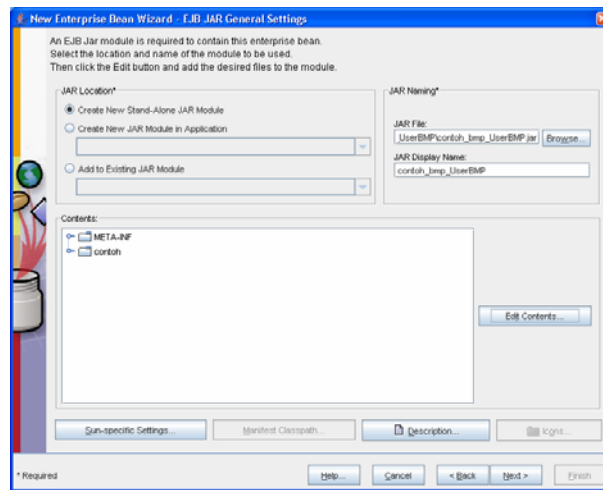 New Enterprise Bean Wizard - EJB JAR General Settings
An EJB Jar module is required to contain this enterprise bean.
Select the location and name of the module to be used.
Then click the Edit button and add the desired files to the module.
JAR Location*
Create New Stand-Alone JAR Module
Create New JAR Module in Application
Add to Existing JAR Module
JAR Naming*
JAR File:
_UserBMP\contoh_bmp_UserBMP.jar Browse...
JAR Display Name:
contoh_bmp_UserBMP
Contents:
META-INF
contoh
Edit Contents...
Sun-specific Settings... Manifest Classpath... Description... Icons...
* Required Help... Cancel < Back Next > Finish